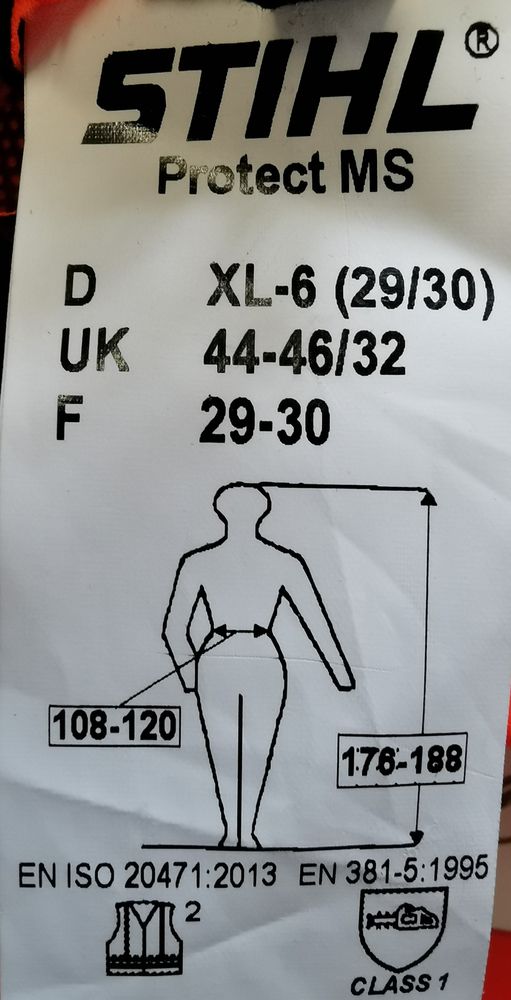 STIHL®
Protect MS
D XL-6 (29/30)
UK 44-46/32
F 29-30
108-120
176-188
EN ISO 20471:2013 EN 381-5:1995
2
CLASS 1